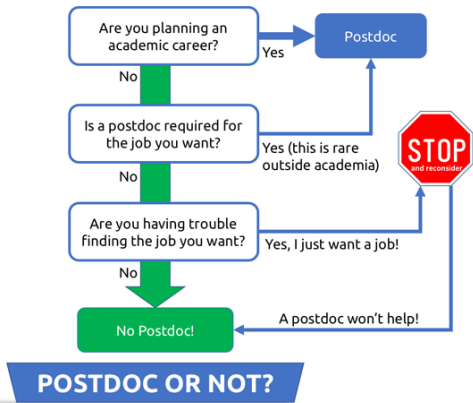 Are you planning an
academic career?
Yes
Postdoc
No
Is a postdoc required for
the job you want?
Yes (this is rare
outside academia)
STOP
and reconsider
No
Are you having trouble
finding the job you want?
Yes, I just want a job!
No
A postdoc won't help!
No Postdoc!
POSTDOC OR NOT?